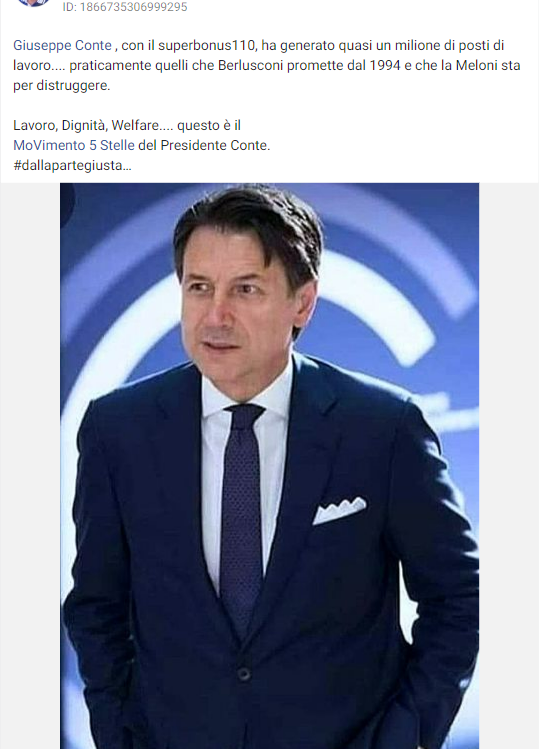 ID: 1866735306999295
Giuseppe Conte , con il superbonus110, ha generato quasi un milione di posti di
lavoro.... praticamente quelli che Berlusconi promette dal 1994 e che la Meloni sta
per distruggere.
Lavoro, Dignità, Welfare.... questo è il
MoVimento 5 Stelle del Presidente Conte.
#dallapartegiusta...